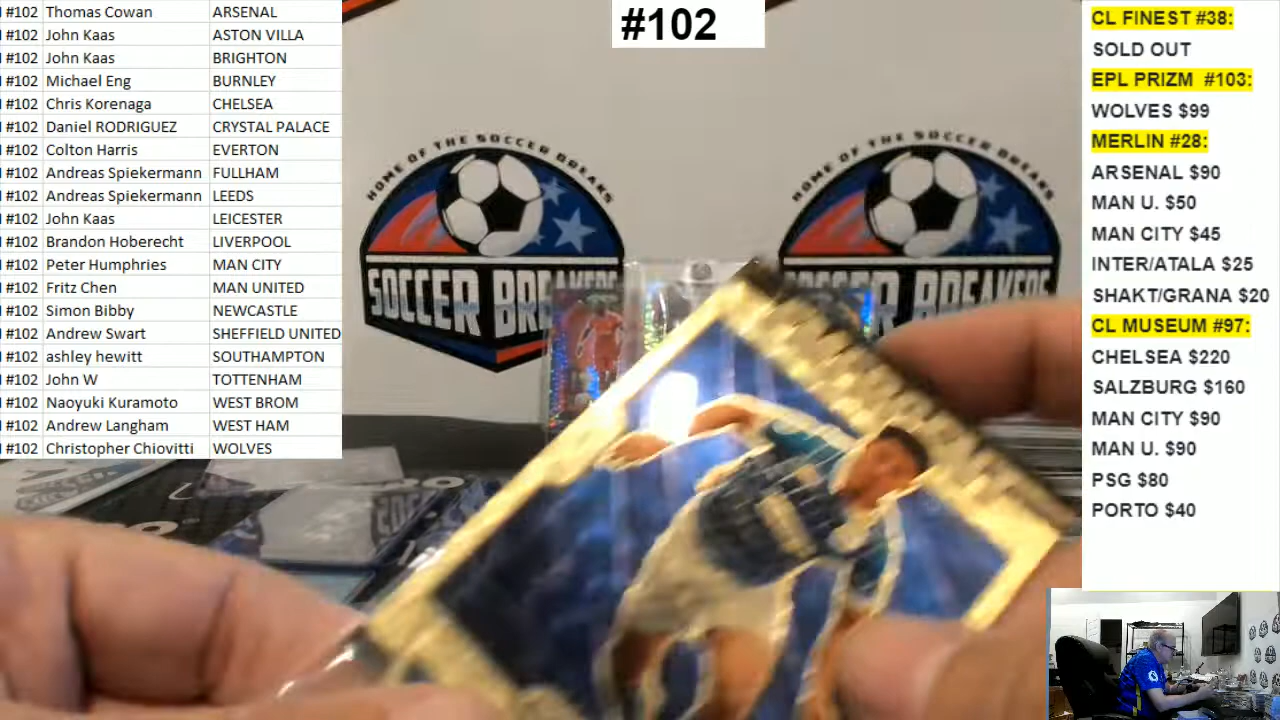 #102 Thomas Cowan ARSENAL
#102 John Kaas ASTON VILLA
#102 John Kaas BRIGHTON
#102 Michael Eng BURNLEY
#102 Chris Korenaga CHELSEA
#102 Daniel RODRIGUEZ CRYSTAL PALACE
#102 Colton Harris EVERTON
#102 Andreas Spiekermann FULLHAM
#102 Andreas Spiekermann LEEDS
#102 John Kaas LEICESTER
#102 Brandon Hoberecht LIVERPOOL
#102 Peter Humphries MAN CITY
#102 Fritz Chen MAN UNITED
#102 Simon Bibby NEWCASTLE
#102 Andrew Swart SHEFFIELD UNITED
#102 ashley hewitt SOUTHAMPTON
#102 John W TOTTENHAM
#102 Naoyuki Kuramoto WEST BROM
#102 Andrew Langham WEST HAM
#102 Christopher Chiovitti WOLVES
#102
HOME OF THE SOCCER BREAKS
SOCCER BREAKERS
HOME OF THE SOCCER BREAKS
BREAKERS
CL FINEST #38:
SOLD OUT
EPL PRIZM #103:
WOLVES $99
MERLIN #28:
ARSENAL $90
MAN U. $50
MAN CITY $45
INTER/ATALA $25
SHAKT/GRANA $20
CL MUSEUM #97:
CHELSEA $220
SALZBURG $160
MAN CITY $90
MAN U. $90
PSG $80
PORTO $40